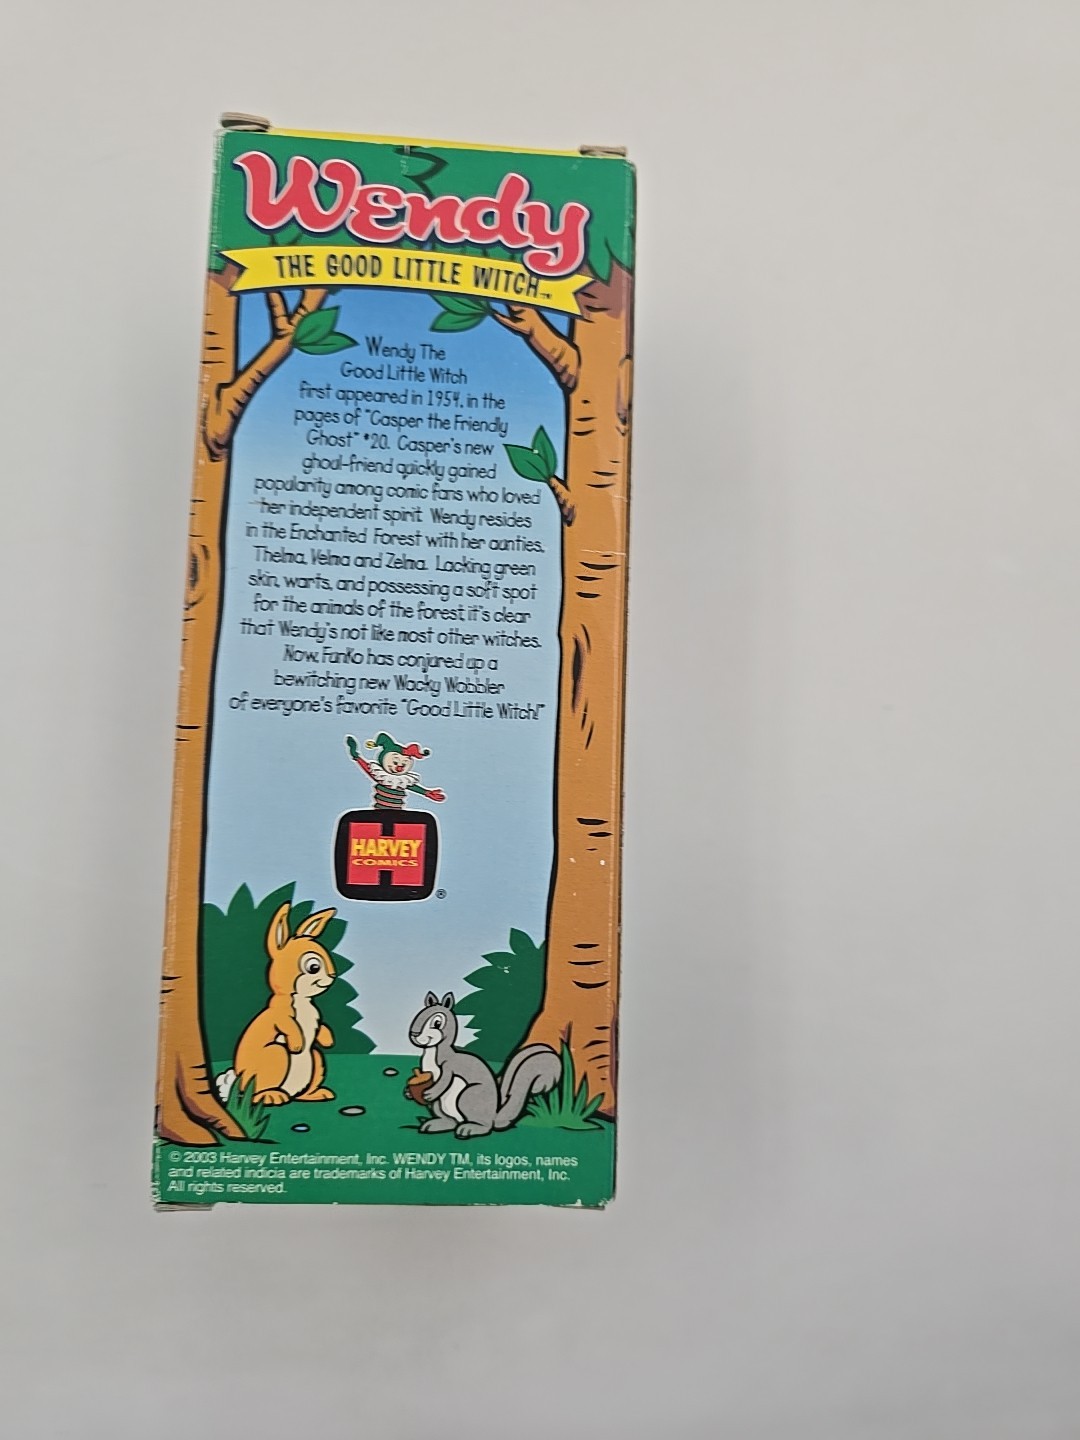 Wendy
THE GOOD LITTLE WITCH™
Wendy The
Good Little Witch
first appeared in 1954, in the
pages of "Casper the Friendly
Ghost" #20. Casper's new
ghoul-friend quickly gained
popularity among comic fans who loved
her independent spirit. Wendy resides
in the Enchanted Forest with her aunties,
Thelma, Velma and Zelma. Lacking green
skin, warts, and possessing a soft spot
for the animals of the forest, it's clear
that Wendy's not like most other witches.
Now, FunKo has conjured up a
bewitching new Wacky Wobbler
of everyone's favorite "Good Little Witch!"
HARVEY
COMICS
®
© 2003 Harvey Entertainment, Inc. WENDY TM, its logos, names
and related indicia are trademarks of Harvey Entertainment, Inc.
All rights reserved.